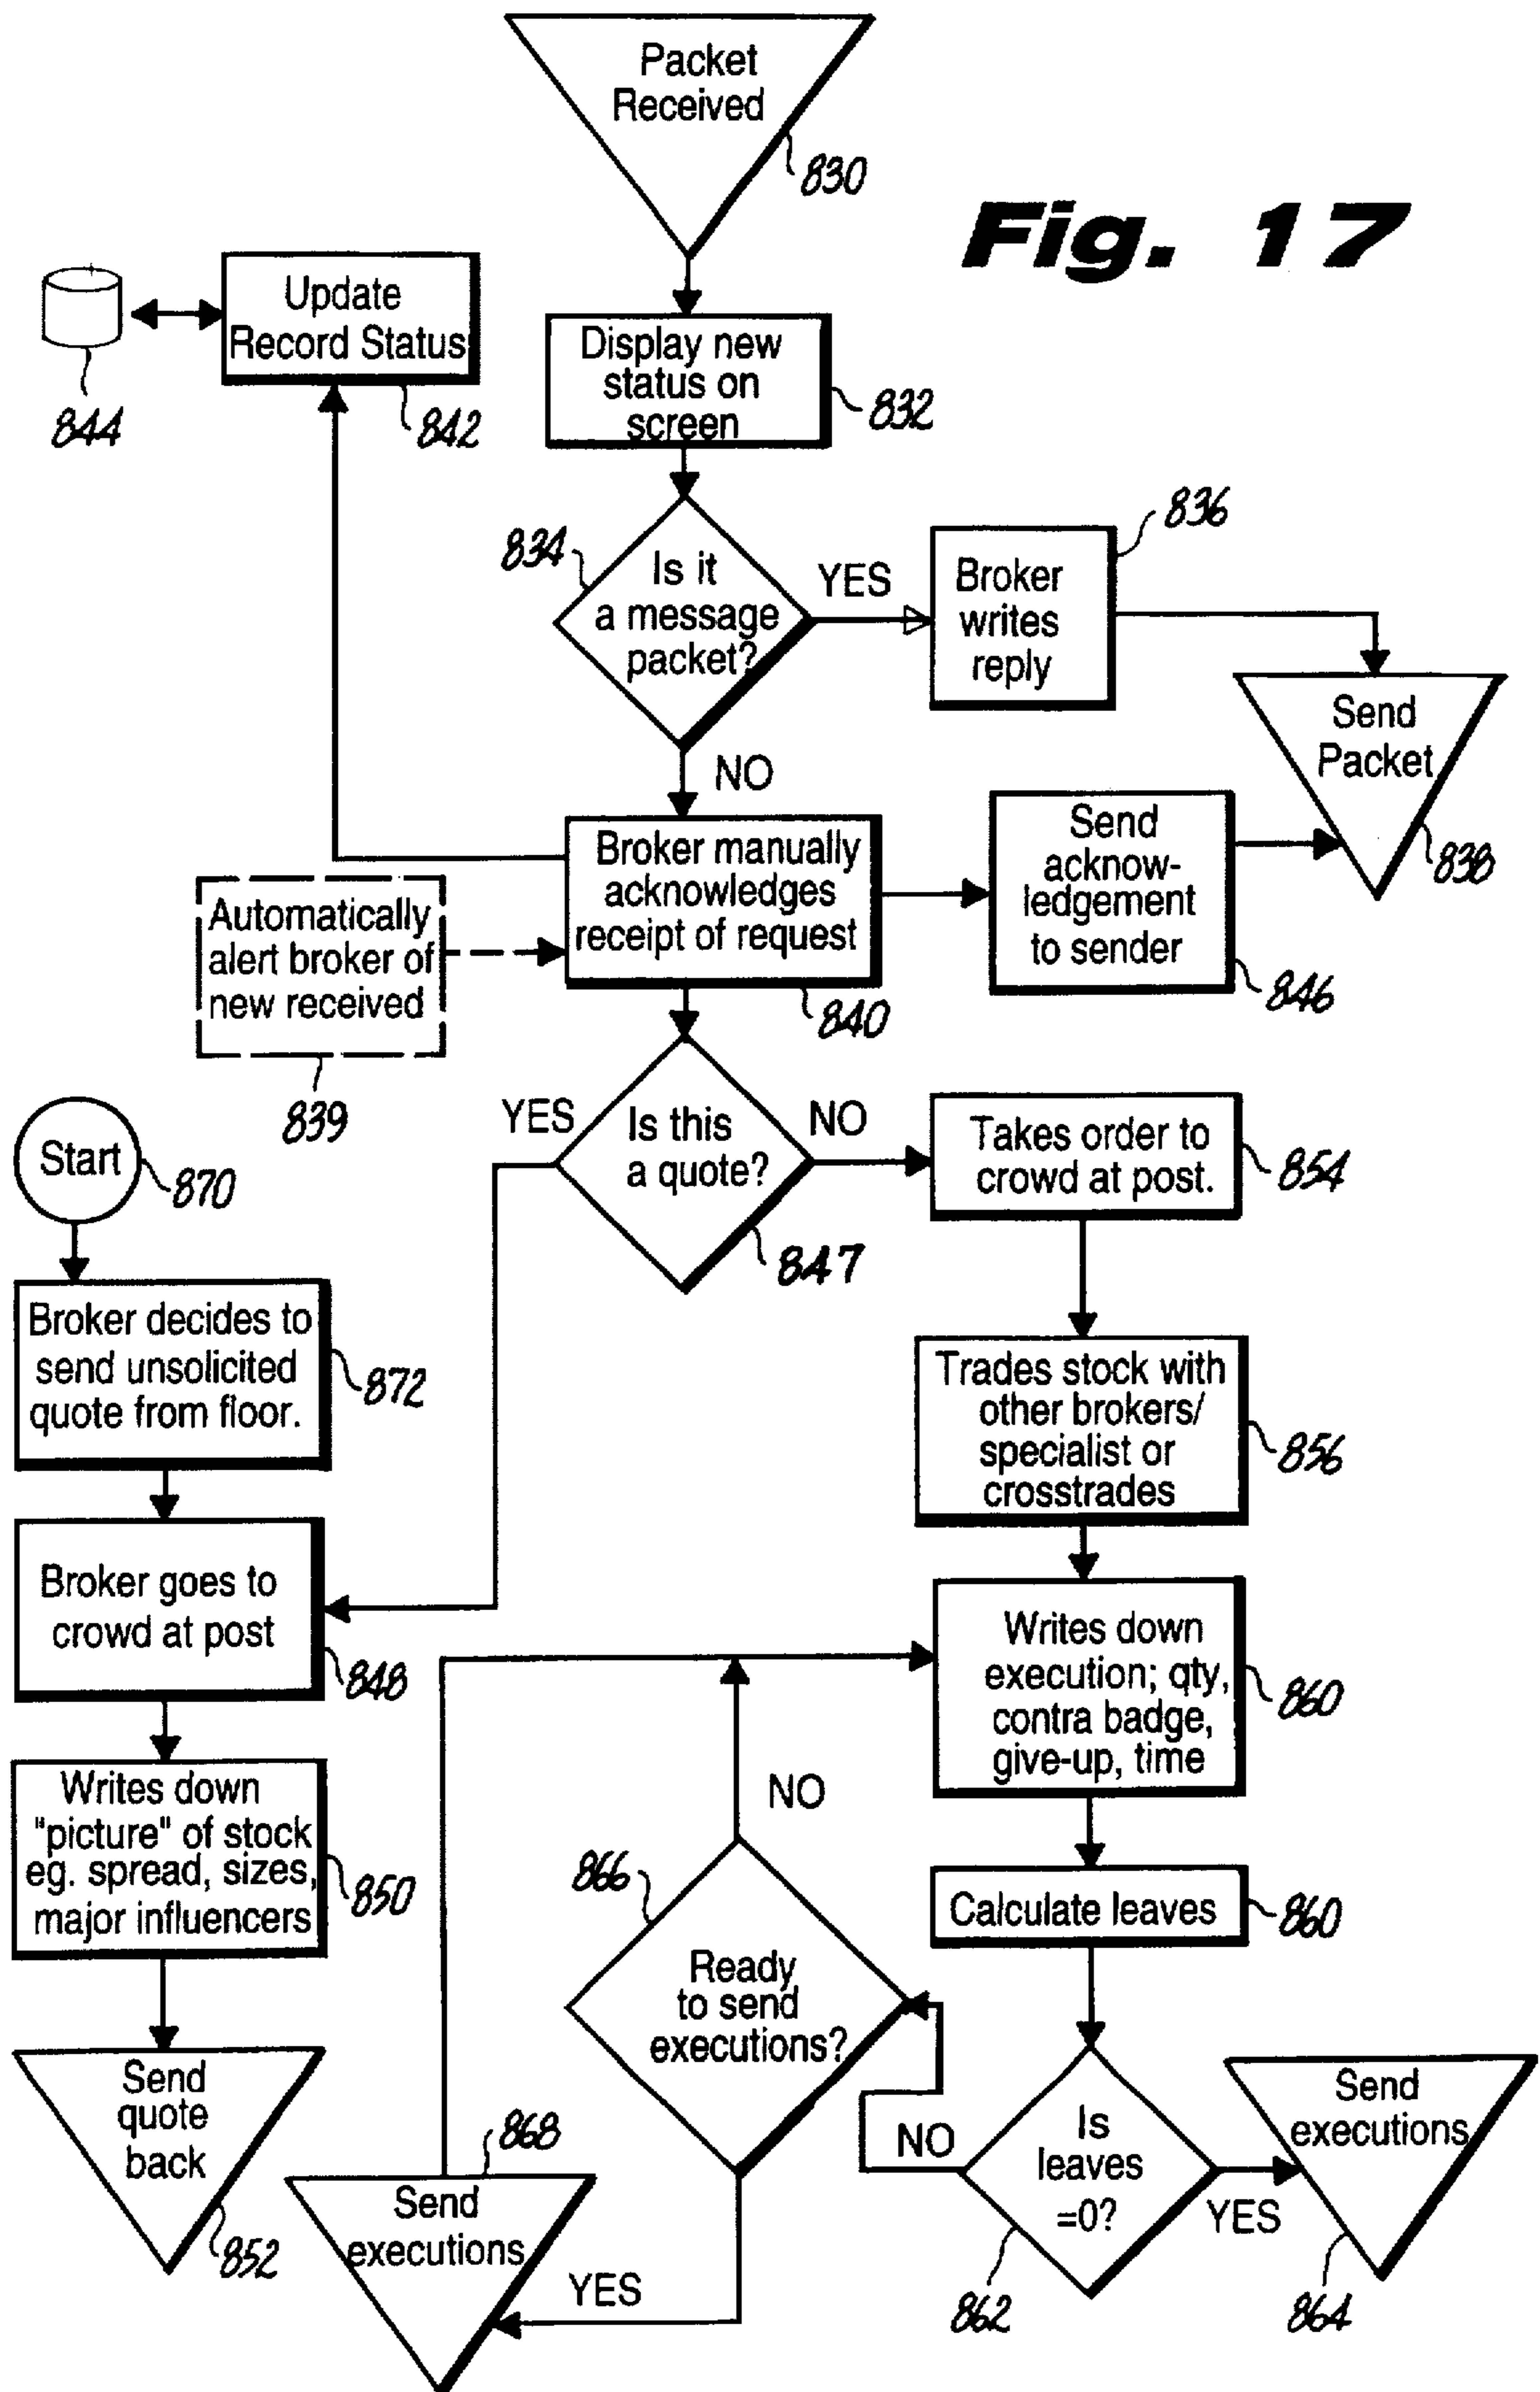 Packet
Received
830
Fig. 17
Update
Record Status
844
842
Display new
status on
screen
832
834
Is it
a message
packet?
YES
Broker
writes
reply
836
Send
Packet
838
NO
Broker manually
acknowledges
receipt of request
840
Send
acknow-
ledgement
to sender
846
Automatically
alert broker of
new received
839
YES
Is this
a quote?
NO
847
Takes order to
crowd at post.
854
Start
870
Broker decides to
send unsolicited
quote from floor.
872
Trades stock with
other brokers/
specialist or
crosstrades
856
Broker goes to
crowd at post
848
Writes down
execution; qty,
contra badge,
give-up, time
860
Writes down
"picture" of stock
eg. spread, sizes,
major influencers
850
NO
866
Ready
to send
executions?
Calculate leaves
860
Send
quote
back
852
868
Send
executions
YES
NO
Is
leaves
=0?
YES
862
Send
executions
864